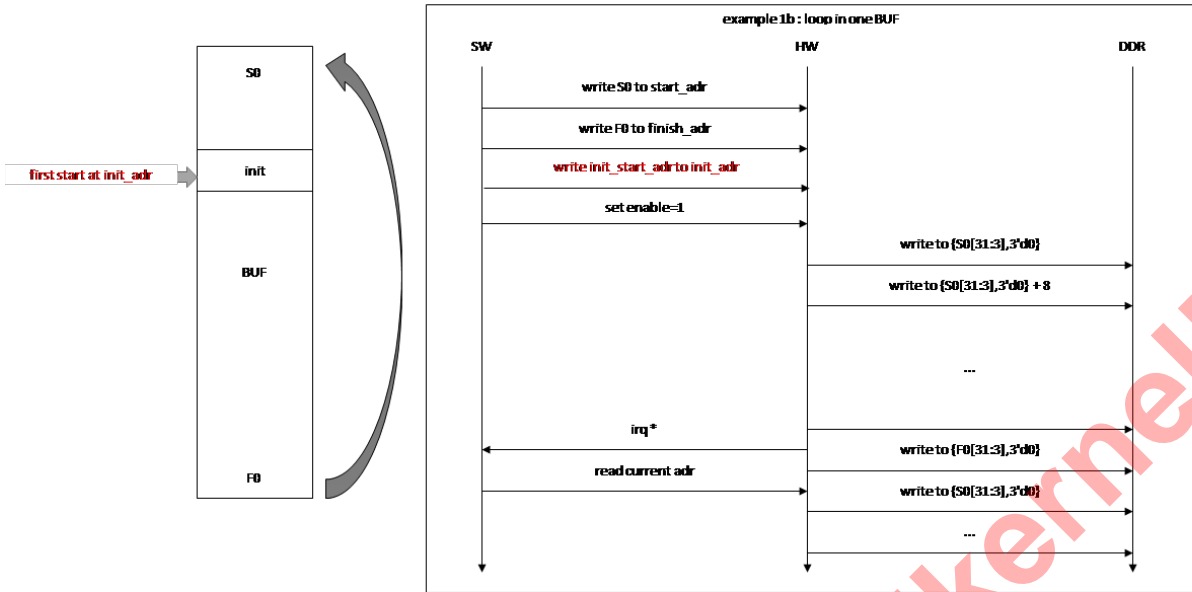 example 1b : loop in one BUF
SW HW DDR
S0
write S0 to start_adr
write F0 to finish_adr
first start at init_adr
init
write init_start_adr to init_adr
set enable=1
write to {S0[31:3],3'd0}
BUF
write to {S0[31:3],3'd0} + 8
...
irq *
write to {F0[31:3],3'd0}
F0
read current adr
write to {S0[31:3],3'd0}
...